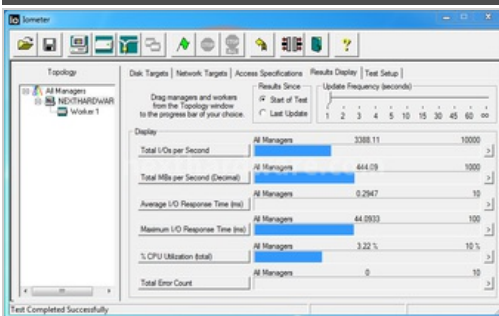 Iometer
Topology
All Managers
NEXTHARDWAR
Worker 1
Disk Targets | Network Targets | Access Specifications | Results Display | Test Setup
Drag managers and workers
from the Topology window
to the progress bar of your choice.
Results Since
Start of Test
Last Update
Update Frequency (seconds)
1 2 3 4 5 10 15 30 45 60 ∞
Display
Total I/Os per Second
All Managers 3388.11 10000
Total MBs per Second (Decimal)
All Managers 444.09 1000
Average I/O Response Time (ms)
All Managers 0.2947 10
Maximum I/O Response Time (ms)
All Managers 44.0933 100
% CPU Utilization (total)
All Managers 3.22 % 10 %
Total Error Count
All Managers 0 10
Test Completed Successfully